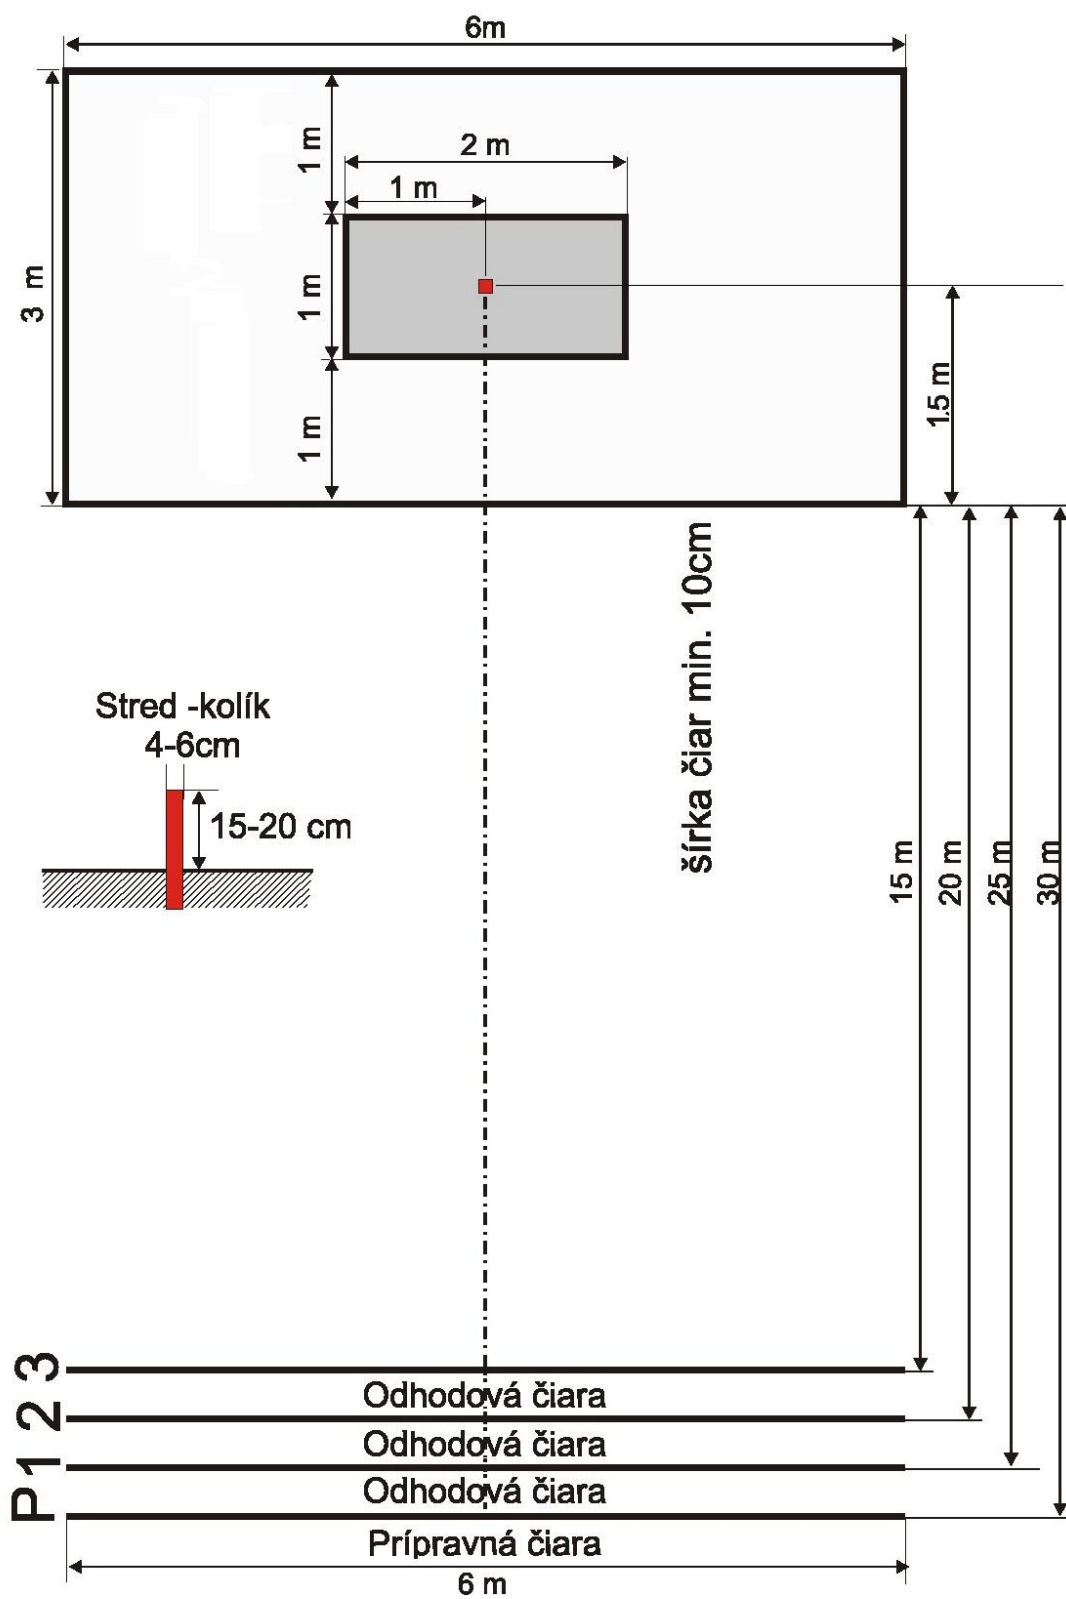 6m
2 m
1 m
1 m
3 m
1 m
1 m
1.5 m
šírka čiar min. 10cm
Stred -kolík
4-6cm
15-20 cm
15 m
20 m
25 m
30 m
3
Odhodová čiara
2
Odhodová čiara
1
Odhodová čiara
P
Prípravná čiara
6 m